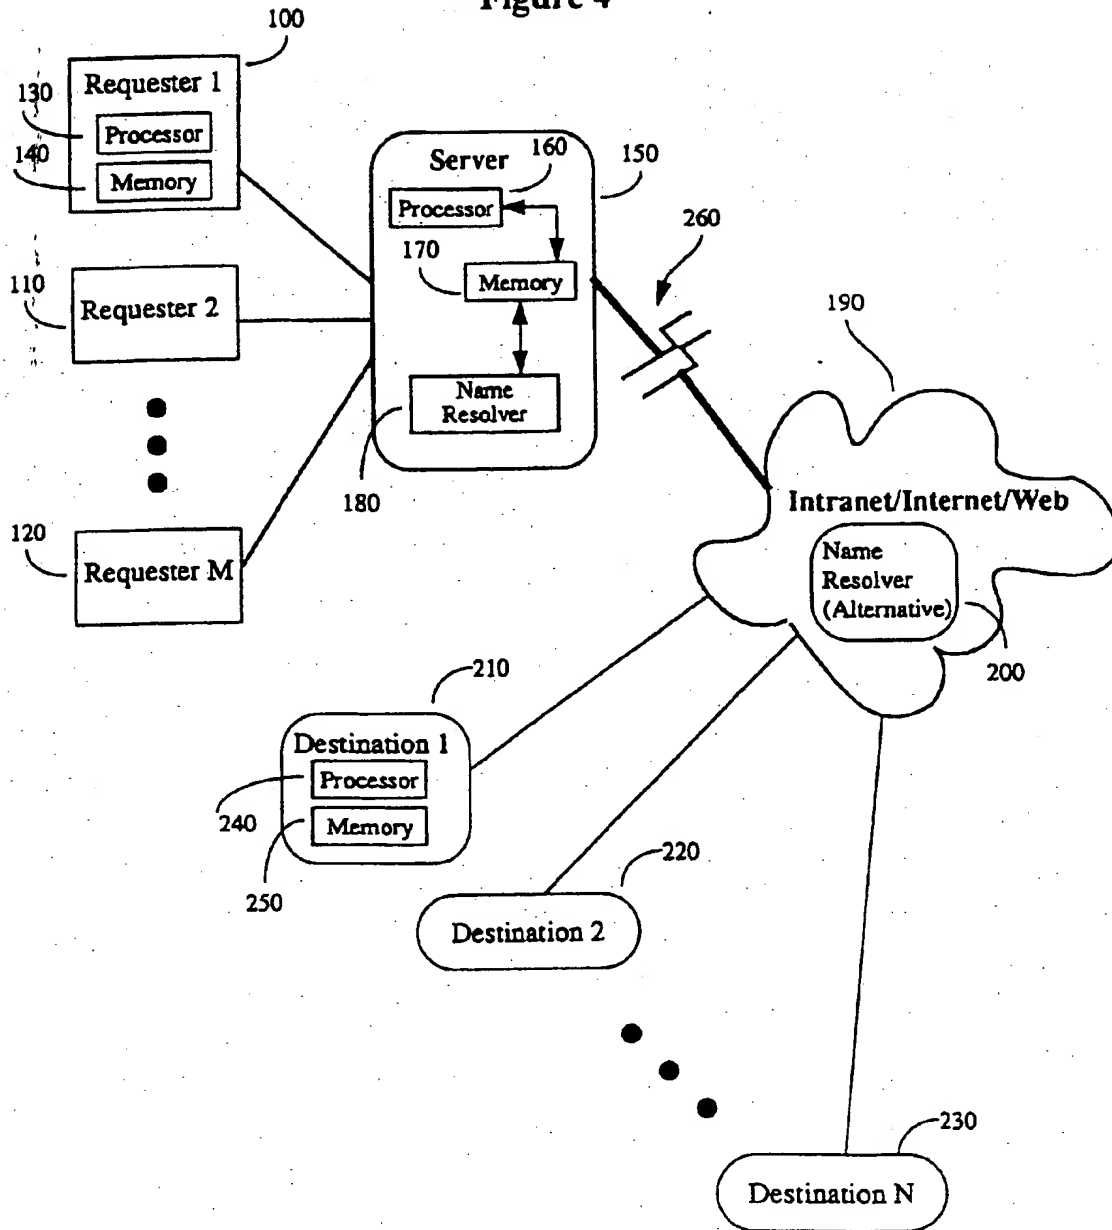 Figure 4
100
Requester 1
130
Processor
140
Memory
Server
160
150
Processor
170
Memory
260
110
Requester 2
190
Name
Resolver
180
Intranet/Internet/Web
120
Requester M
Name
Resolver
(Alternative)
200
210
Destination 1
Processor
240
Memory
250
220
Destination 2
230
Destination N